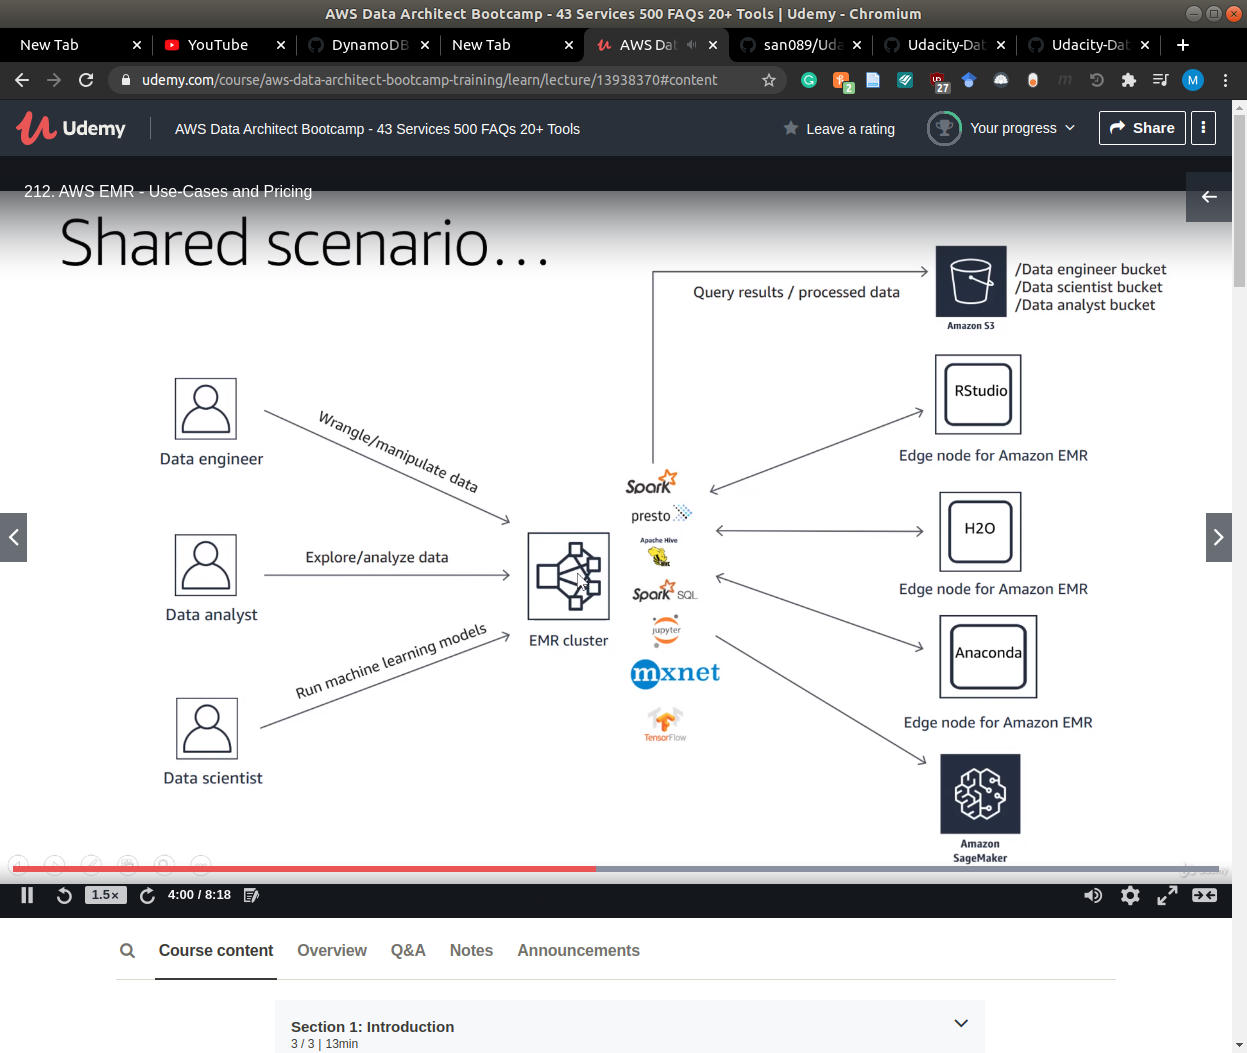 AWS Data Architect Bootcamp - 43 Services 500 FAQs 20+ Tools | Udemy - Chromium
New Tab
YouTube
DynamoDB
New Tab
AWS Dat
san089/Uda
Udacity-Dat
Udacity-Dat
udemy.com/course/aws-data-architect-bootcamp-training/learn/lecture/13938370#content
2
27
M
Udemy
AWS Data Architect Bootcamp - 43 Services 500 FAQs 20+ Tools
Leave a rating
Your progress
Share
212. AWS EMR - Use-Cases and Pricing
Shared scenario...
Query results / processed data
/Data engineer bucket
/Data scientist bucket
/Data analyst bucket
Amazon S3
Wrangle/manipulate data
Data engineer
RStudio
Edge node for Amazon EMR
Spark
presto
Apache Hive
Explore/analyze data
Data analyst
H2O
Edge node for Amazon EMR
Spark SQL
jupyter
EMR cluster
Run machine learning models
Data scientist
mxnet
TensorFlow
Anaconda
Edge node for Amazon EMR
Amazon
SageMaker
1.5×
4:00 / 8:18
Course content
Overview
Q&A
Notes
Announcements
Section 1: Introduction
3 / 3 | 13min